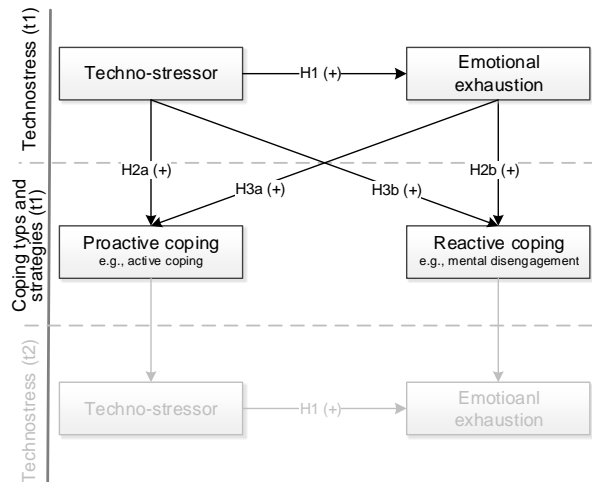 Technostress (t1)
Techno-stressor
H1 (+)
Emotional
exhaustion
H2a (+)
H3a (+)
H3b (+)
H2b (+)
Coping typs and
strategies (t1)
Proactive coping
e.g., active coping
Reactive coping
e.g., mental disengagement
Technostress (t2)
Techno-stressor
H1 (+)
Emotioanl
exhaustion